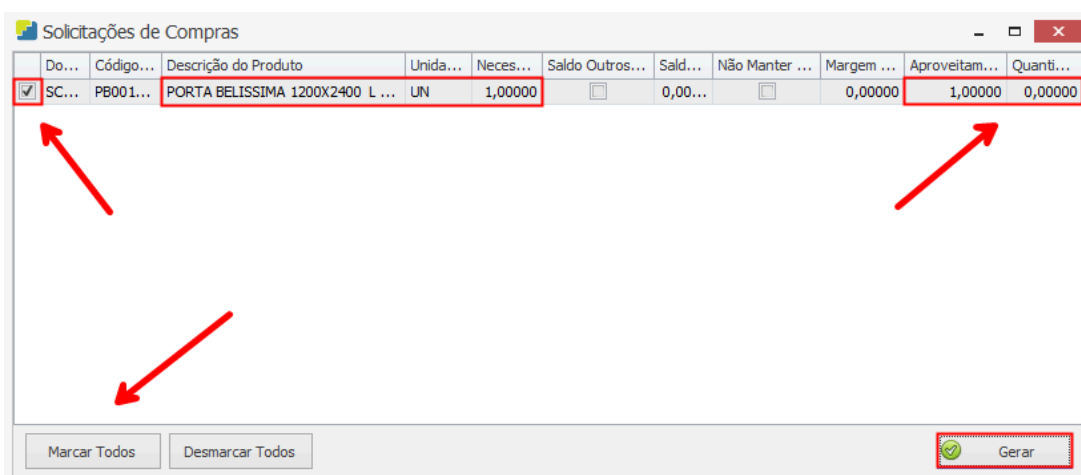 Solicitações de Compras
Do... Código... Descrição do Produto Unida... Neces... Saldo Outros... Sald... Não Manter ... Margem ... Aproveitam... Quanti...
SC... PB001... PORTA BELISSIMA 1200X2400 L ... UN 1,00000 0,00... 0,00000 1,00000 0,00000
Marcar Todos Desmarcar Todos Gerar